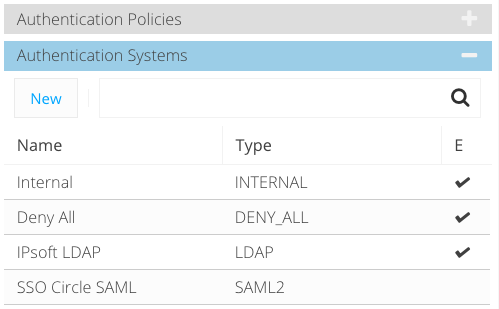 Authentication Policies
Authentication Systems
New
Name Type E
Internal INTERNAL
Deny All DENY_ALL
IPsoft LDAP LDAP
SSO Circle SAML SAML2